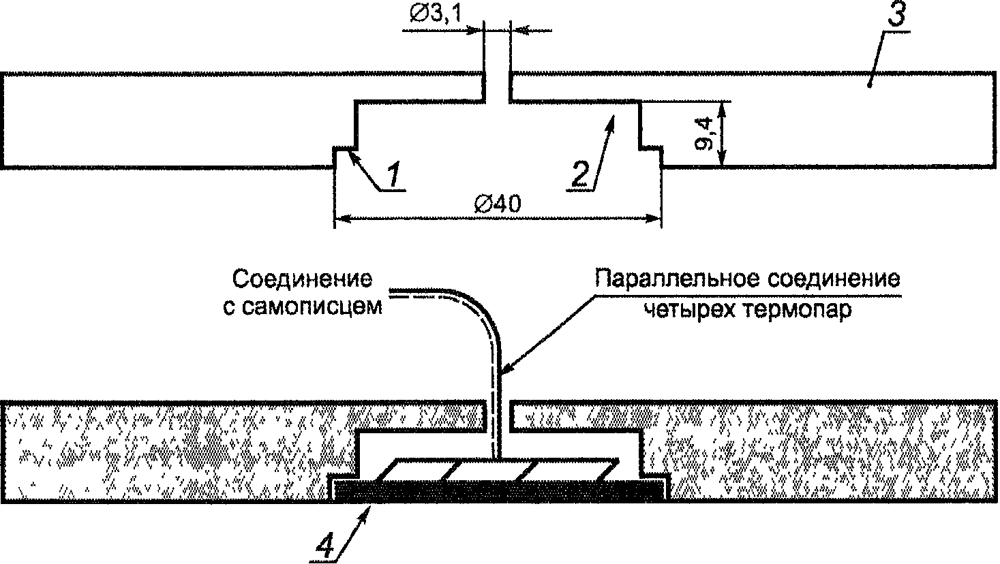 Ø3,1
3
9,4
1
2
Ø40
Соединение
с самописцем
Параллельное соединение
четырех термопар
4